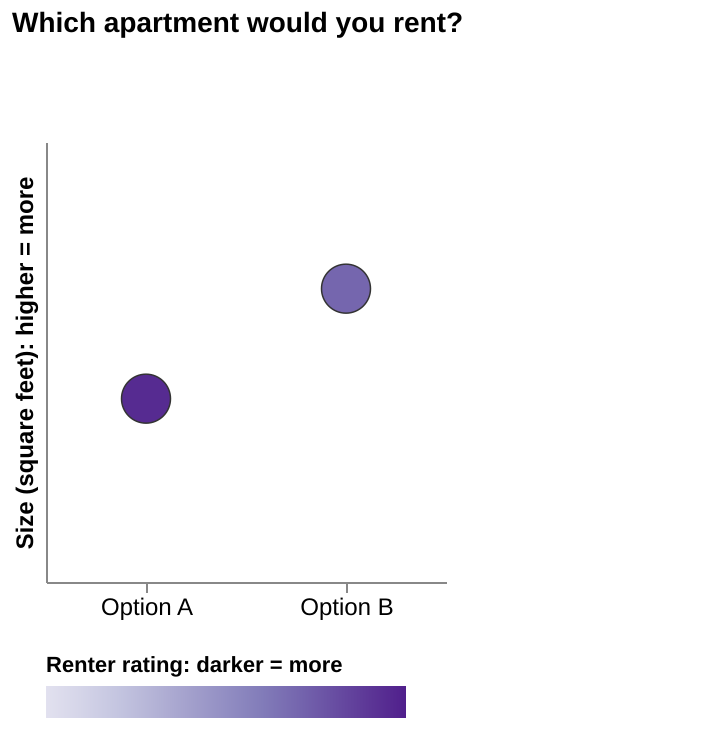 Which apartment would you rent?
Size (square feet): higher = more
Option A
Option B
Renter rating: darker = more